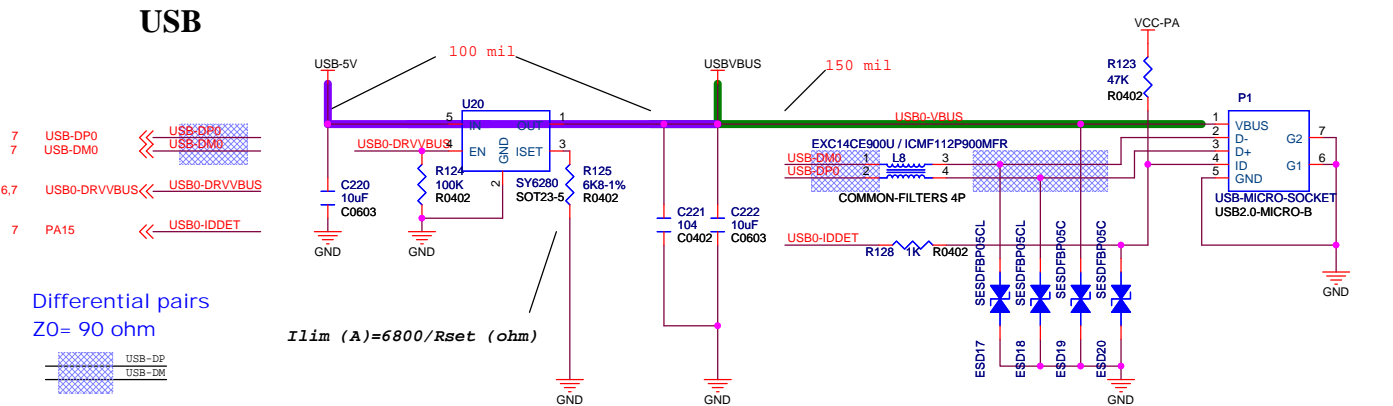 USB
100 mil
VCC-PA
USB-5V
USBVBUS
150 mil
R123
47K
R0402
P1
U20
5
IN
OUT
1
USB0-VBUS
1
VBUS
7 USB-DP0 USB-DP0
7 USB-DM0 USB-DM0
USB0-DRVVBUS
4
EN
GND
ISET
3
2
EXC14CE900U / ICMF112P900MFR
2
D-
G2
7
3
D+
USB-DM0
1
L8
3
4
ID
G1
6
USB-DP0
2
4
5
GND
6,7 USB0-DRVVBUS USB0-DRVVBUS
C220
10uF
C0603
R124
100K
R0402
SY6280
SOT23-5
R125
6K8-1%
R0402
COMMON-FILTERS 4P
USB-MICRO-SOCKET
USB2.0-MICRO-B
C221
104
C0402
C222
10uF
C0603
7 PA15 USB0-IDDET
USB0-IDDET
R128 1K R0402
GND
GND
SESDFBP05CL
SESDFBP05CL
SESDFBP05C
SESDFBP05C
GND
Differential pairs
Z0= 90 ohm
Ilim (A)=6800/Rset (ohm)
USB-DP
USB-DM
ESD17
ESD18
ESD19
ESD20
GND
GND
GND